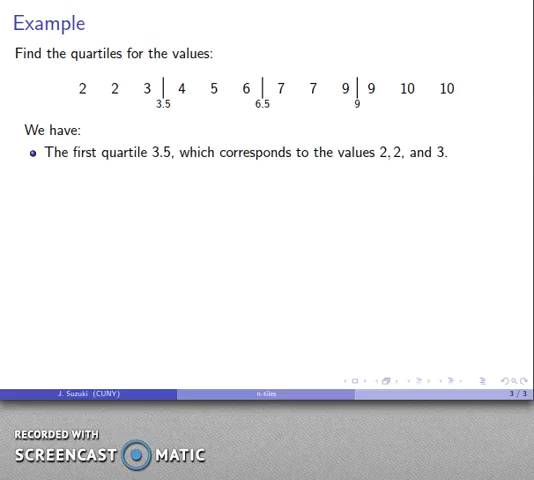 Example
Find the quartiles for the values:
2 2 3 | 4 5 6 | 7 7 9 | 9 10 10
3.5 6.5 9
We have:
The first quartile 3.5, which corresponds to the values 2, 2, and 3.
J. Suzuki (CUNY) n-tiles 3 / 3
RECORDED WITH
SCREENCAST MATIC